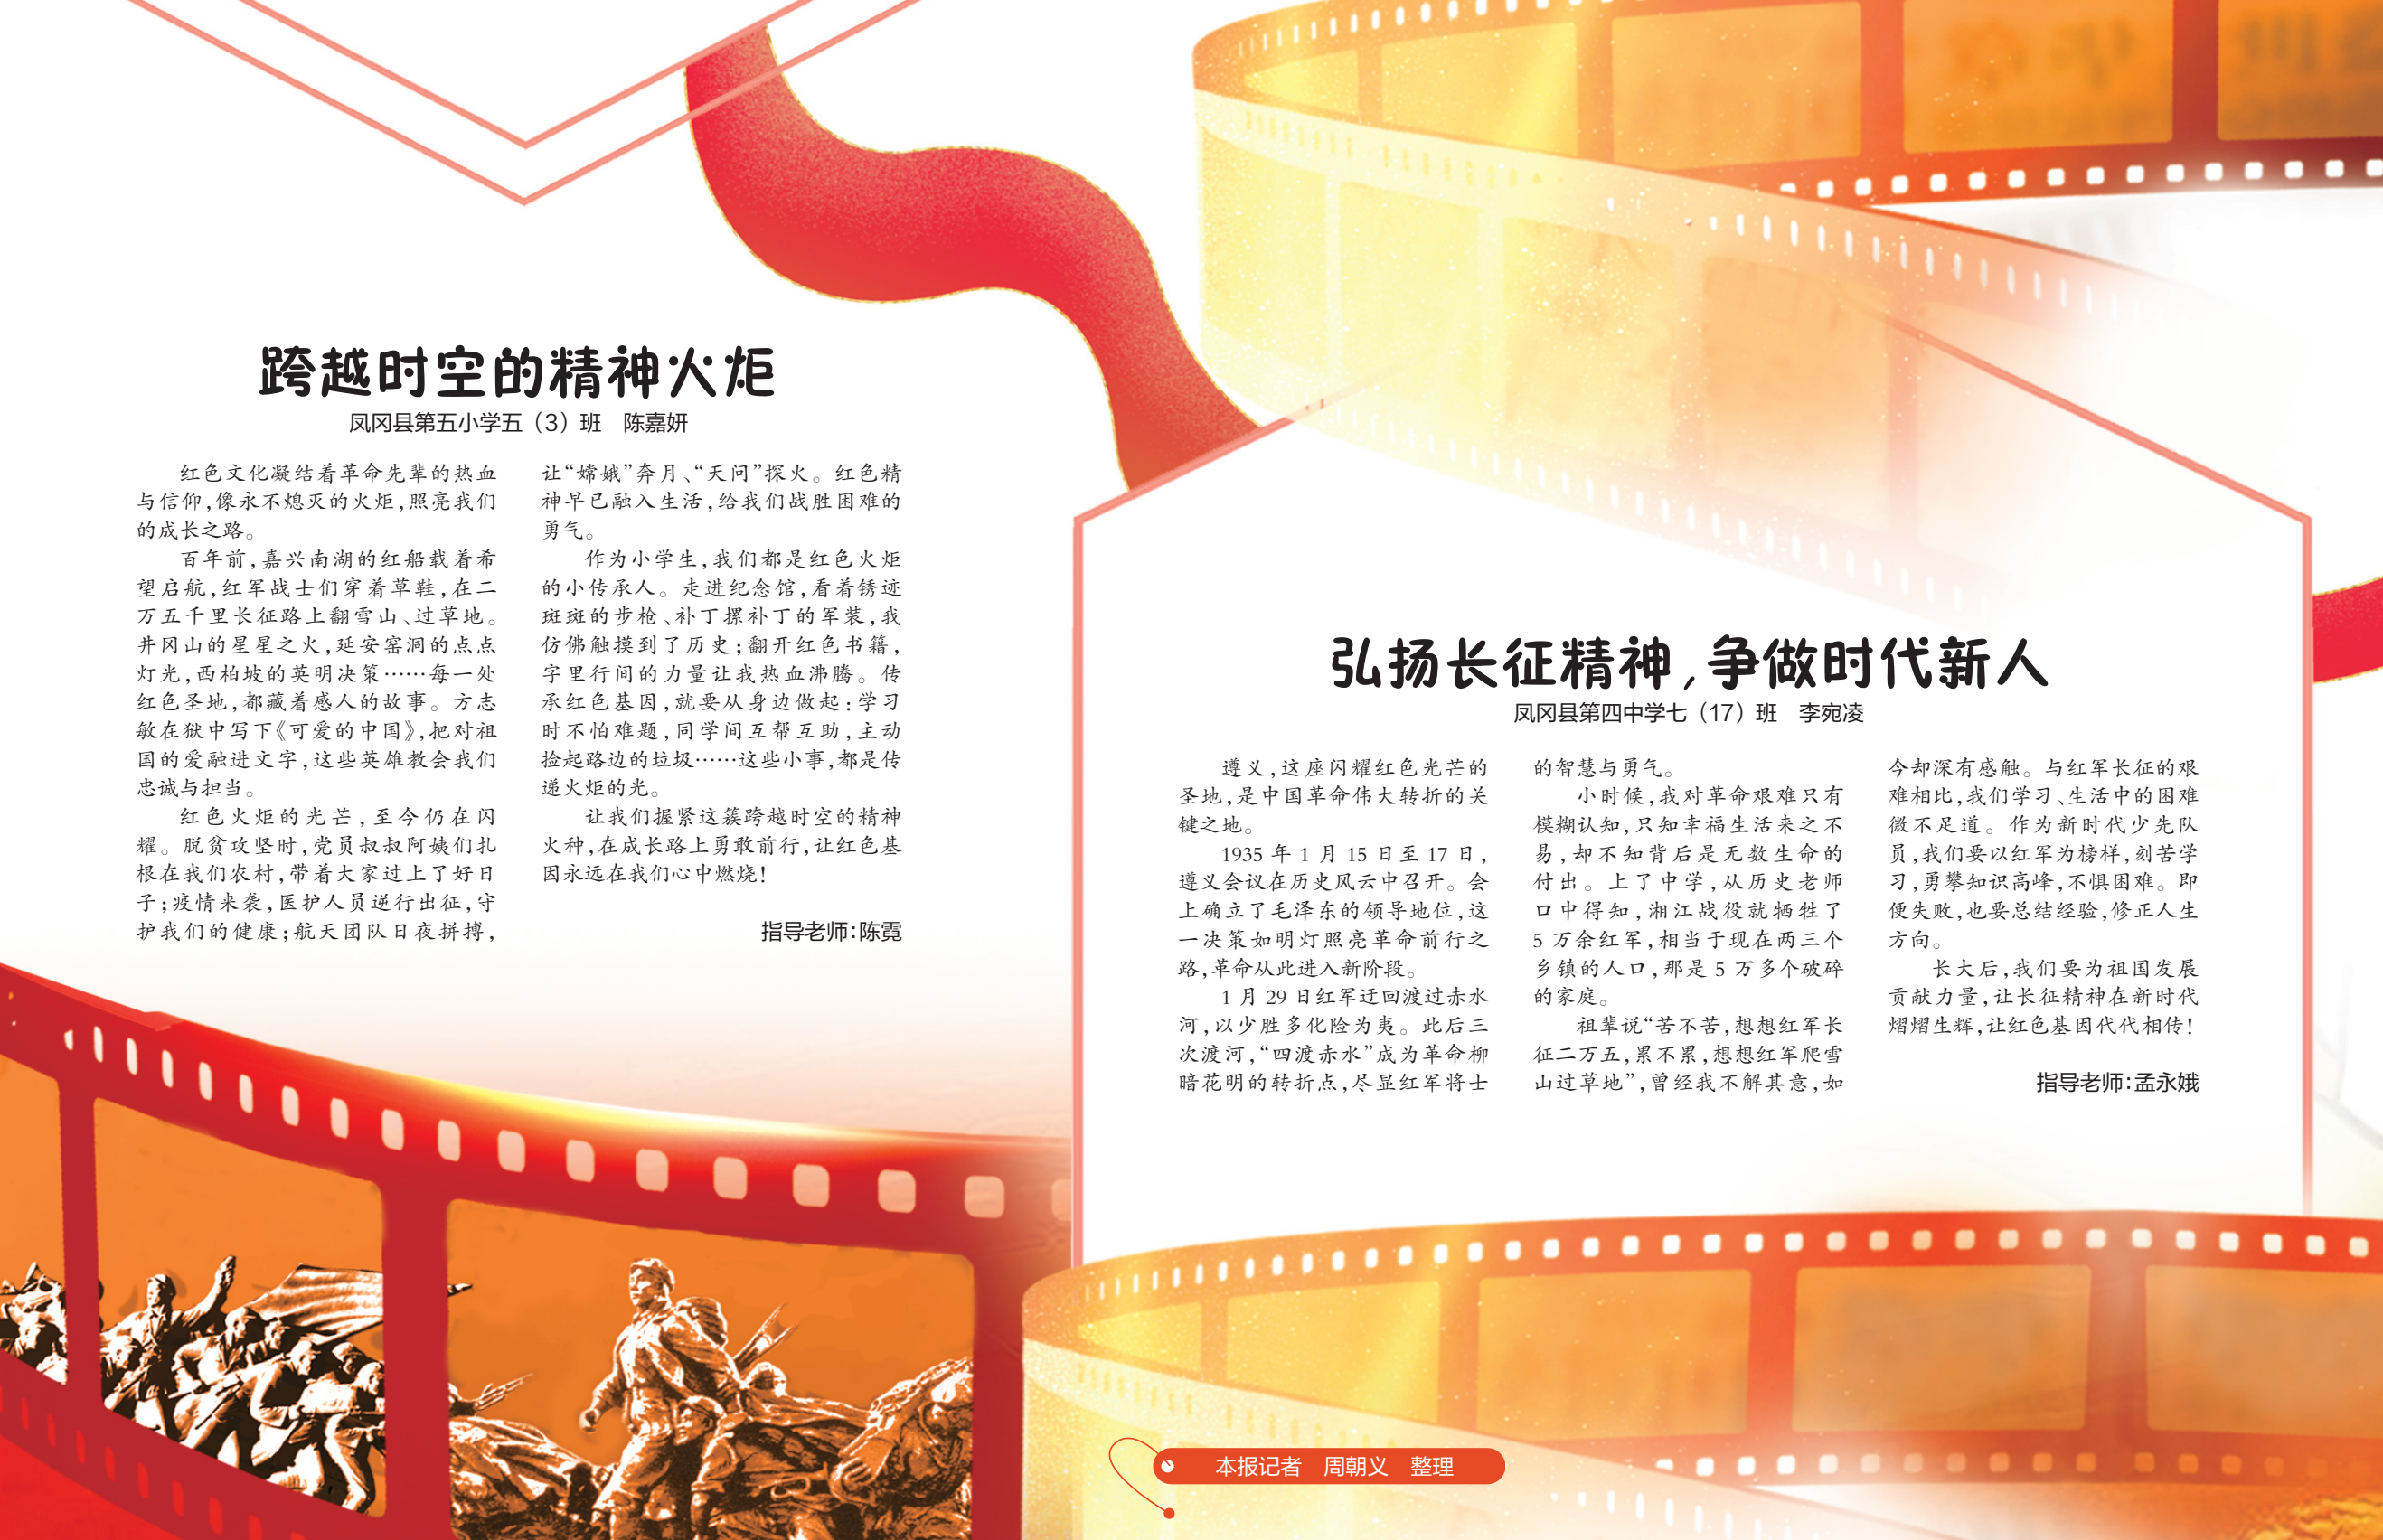 跨越时空的精神火炬
凤冈县第五小学五（3）班 陈嘉妍
红色文化凝结着革命先辈的热血
与信仰,像永不熄灭的火炬,照亮我们
的成长之路。
百年前,嘉兴南湖的红船载着希
望启航,红军战士们穿着草鞋,在二
万五千里长征路上翻雪山、过草地。
井冈山的星星之火,延安窑洞的点点
灯光,西柏坡的英明决策……每一处
红色圣地,都藏着感人的故事。方志
敏在狱中写下《可爱的中国》,把对祖
国的爱融进文字,这些英雄教会我们
忠诚与担当。
红色火炬的光芒,至今仍在闪
耀。脱贫攻坚时,党员叔叔阿姨们扎
根在我们农村,带着大家过上了好日
子;疫情来袭,医护人员逆行出征,守
护我们的健康;航天团队日夜拼搏,
让“嫦娥”奔月、“天问”探火。红色精
神早已融入生活,给我们战胜困难的
勇气。
作为小学生,我们都是红色火炬
的小传承人。走进纪念馆,看着锈迹
斑斑的步枪、补丁摞补丁的军装,我
仿佛触摸到了历史;翻开红色书籍,
字里行间的力量让我热血沸腾。传
承红色基因,就要从身边做起:学习
时不怕难题,同学间互帮互助,主动
捡起路边的垃圾……这些小事,都是传
递火炬的光。
让我们握紧这簇跨越时空的精神
火种,在成长路上勇敢前行,让红色基
因永远在我们心中燃烧!
指导老师:陈霓
弘扬长征精神,争做时代新人
凤冈县第四中学七（17）班 李宛凌
遵义,这座闪耀红色光芒的
圣地,是中国革命伟大转折的关
键之地。
1935 年 1 月 15 日至 17 日,
遵义会议在历史风云中召开。会
上确立了毛泽东的领导地位,这
一决策如明灯照亮革命前行之
路,革命从此进入新阶段。
1 月 29 日红军迂回渡过赤水
河,以少胜多化险为夷。此后三
次渡河,“四渡赤水”成为革命柳
暗花明的转折点,尽显红军将士
的智慧与勇气。
小时候,我对革命艰难只有
模糊认知,只知幸福生活来之不
易,却不知背后是无数生命的
付出。上了中学,从历史老师
口中得知,湘江战役就牺牲了
5 万余红军,相当于现在两三个
乡镇的人口,那是 5 万多个破碎
的家庭。
祖辈说“苦不苦,想想红军长
征二万五,累不累,想想红军爬雪
山过草地”,曾经我不解其意,如
今却深有感触。与红军长征的艰
难相比,我们学习、生活中的困难
微不足道。作为新时代少先队
员,我们要以红军为榜样,刻苦学
习,勇攀知识高峰,不惧困难。即
便失败,也要总结经验,修正人生
方向。
长大后,我们要为祖国发展
贡献力量,让长征精神在新时代
熠熠生辉,让红色基因代代相传!
指导老师:孟永娥
本报记者 周朝义 整理